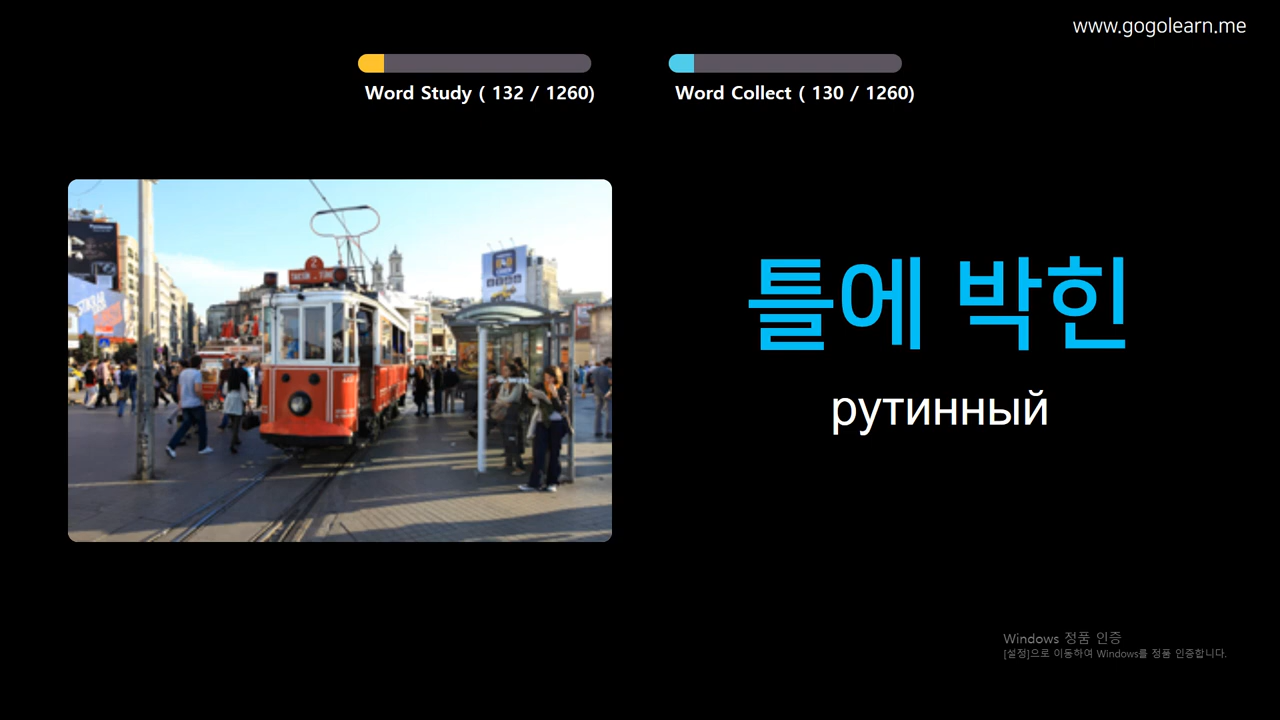 www.gogolearn.me
Word Study ( 132 / 1260)
Word Collect ( 130 / 1260)
틀에 박힌
рутинный
Panasonic
2
Windows 정품 인증
[설정]으로 이동하여 Windows를 정품 인증합니다.